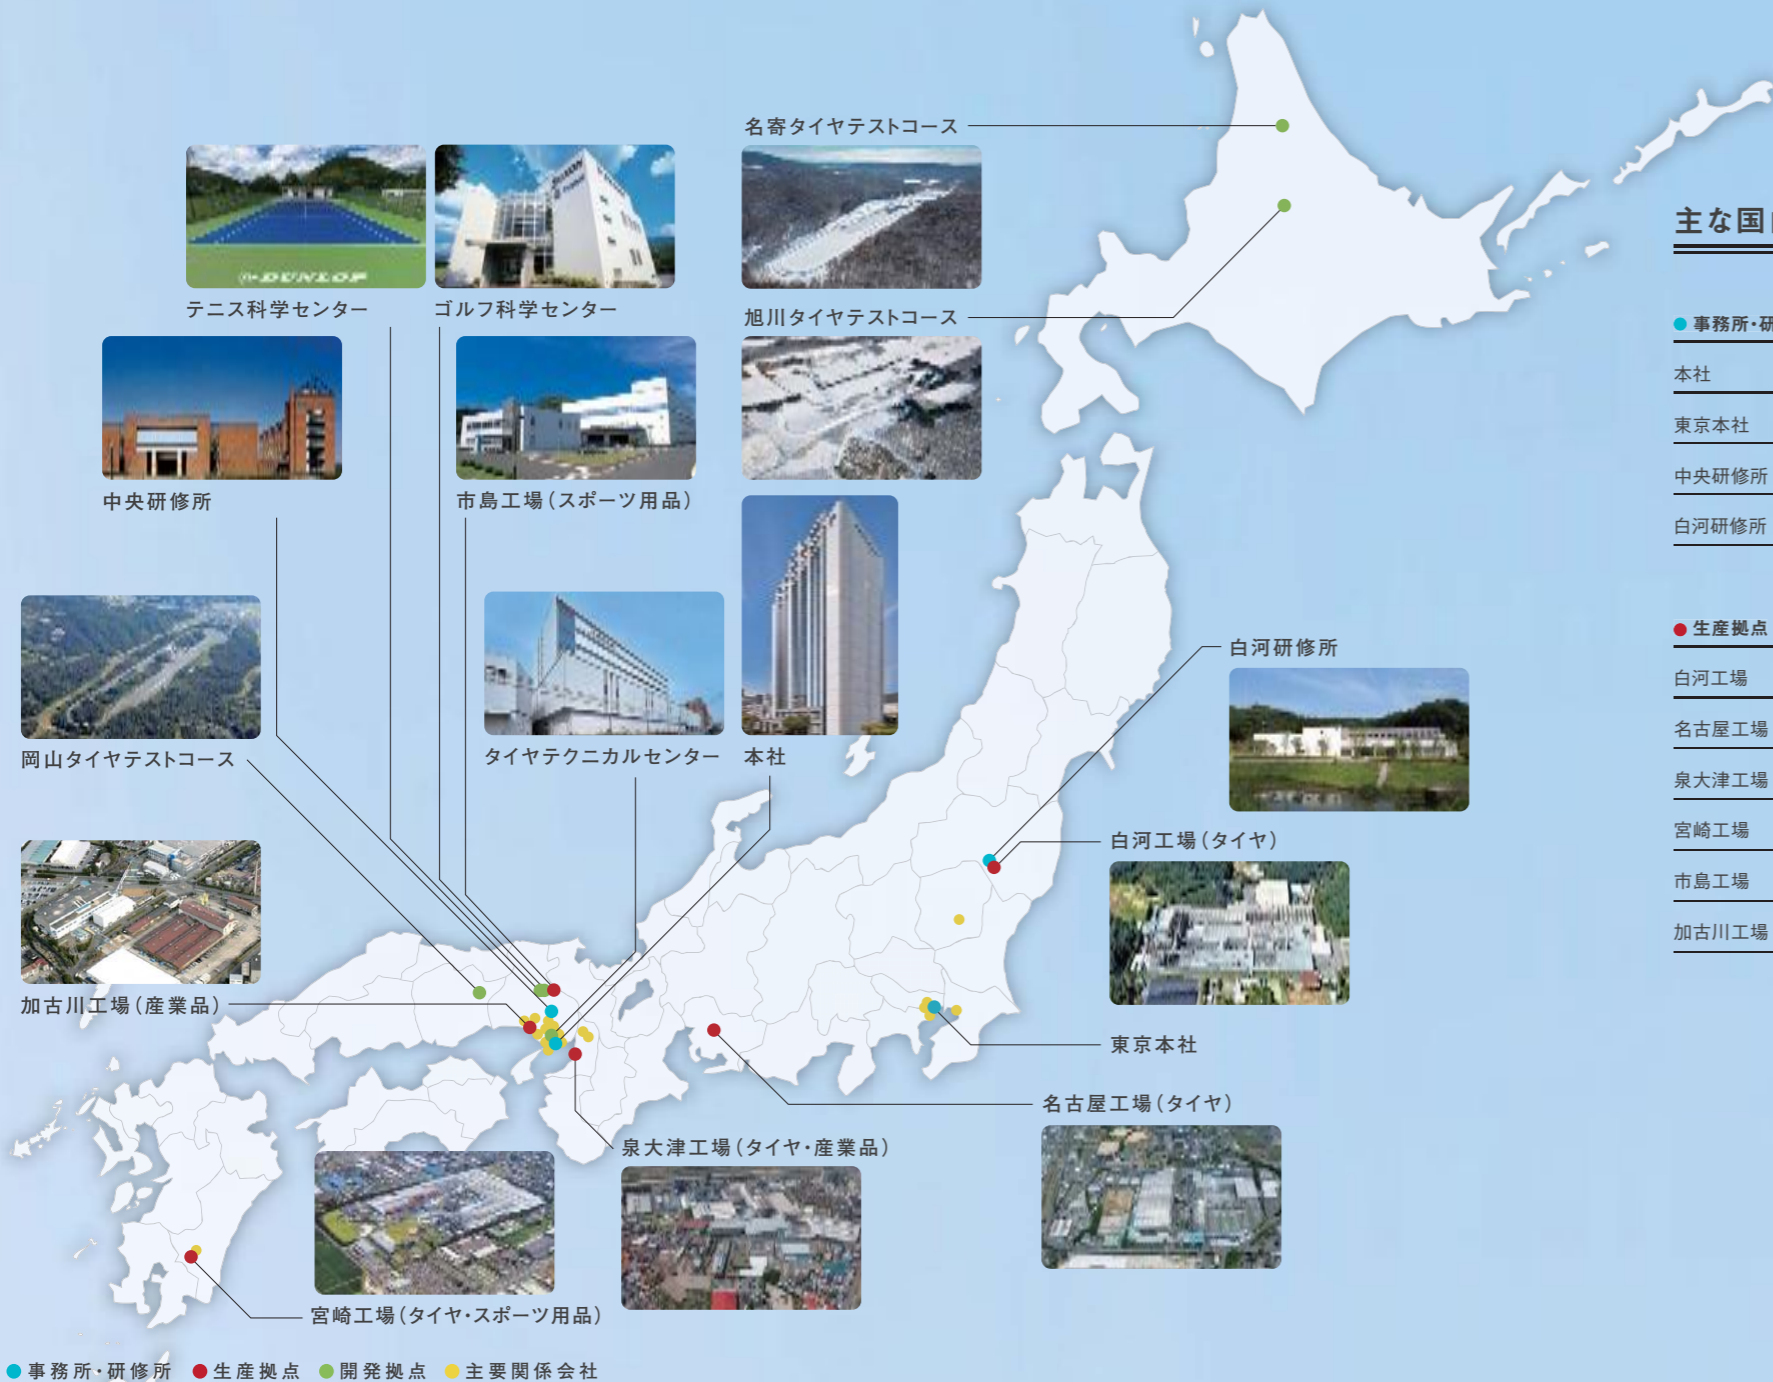 名寄タイヤテストコース
DUNLOP
テニス科学センター
ゴルフ科学センター
旭川タイヤテストコース
中央研修所
市島工場(スポーツ用品)
岡山タイヤテストコース
タイヤテクニカルセンター
本社
白河研修所
白河工場(タイヤ)
加古川工場(産業品)
東京本社
名古屋工場(タイヤ)
泉大津工場(タイヤ・産業品)
宮崎工場(タイヤ・スポーツ用品)
事務所・研修所 生産拠点 開発拠点 主要関係会社
主な国
事務所・研
本社
東京本社
中央研修所
白河研修所
生産拠点
白河工場
名古屋工場
泉大津工場
宮崎工場
市島工場
加古川工場